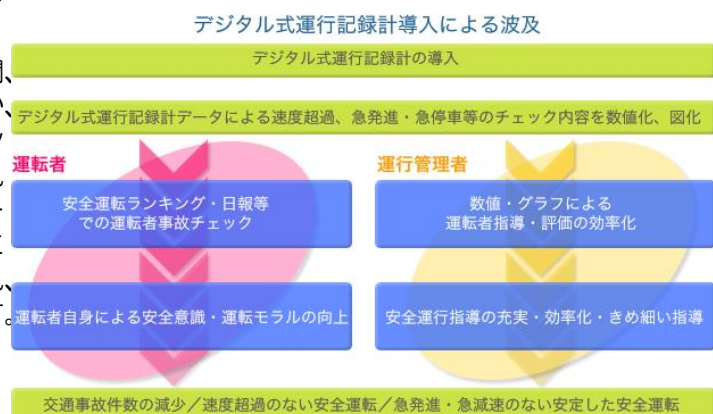 デジタル式運行記録計導入による波及
デジタル式運行記録計の導入
デジタル式運行記録計データによる速度超過、急発進・急停車等のチェック内容を数値化、図化
運転者
運行管理者
安全運転ランキング・日報等
での運転者事故チェック
数値・グラフによる
運転者指導・評価の効率化
運転者自身による安全意識・運転モラルの向上
安全運行指導の充実・効率化・きめ細い指導
交通事故件数の減少／速度超過のない安全運転／急発進・急減速のない安定した安全運転